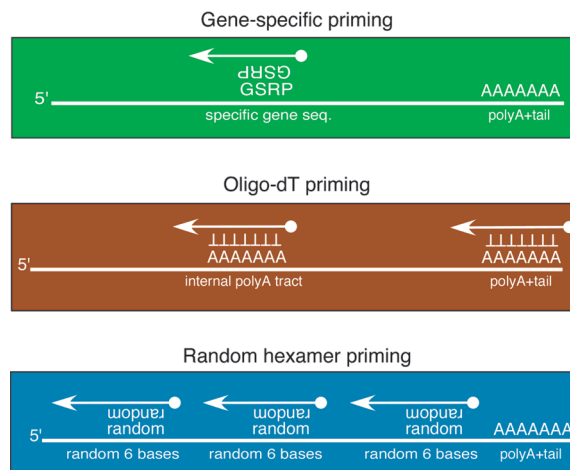 Gene-specific priming
GSRP
GSRP
AAAAAAA
5'
specific gene seq.
polyA+tail
Oligo-dT priming
TTTTTTT
TTTTTTT
AAAAAAA
AAAAAAA
5'
internal polyA tract
polyA+tail
Random hexamer priming
random
random
random
random
random
random
AAAAAAA
5'
random 6 bases
random 6 bases
random 6 bases
polyA+tail